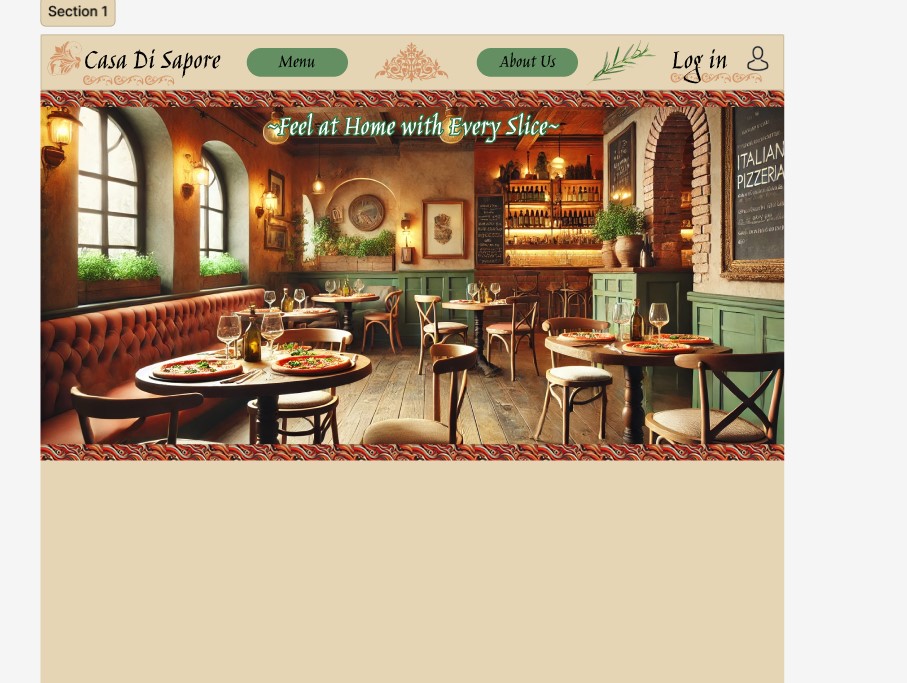 Section 1
Casa Di Sapore
Menu
About Us
Log in
~Feel at Home with Every Slice~
ITALIAN
PIZZERIA